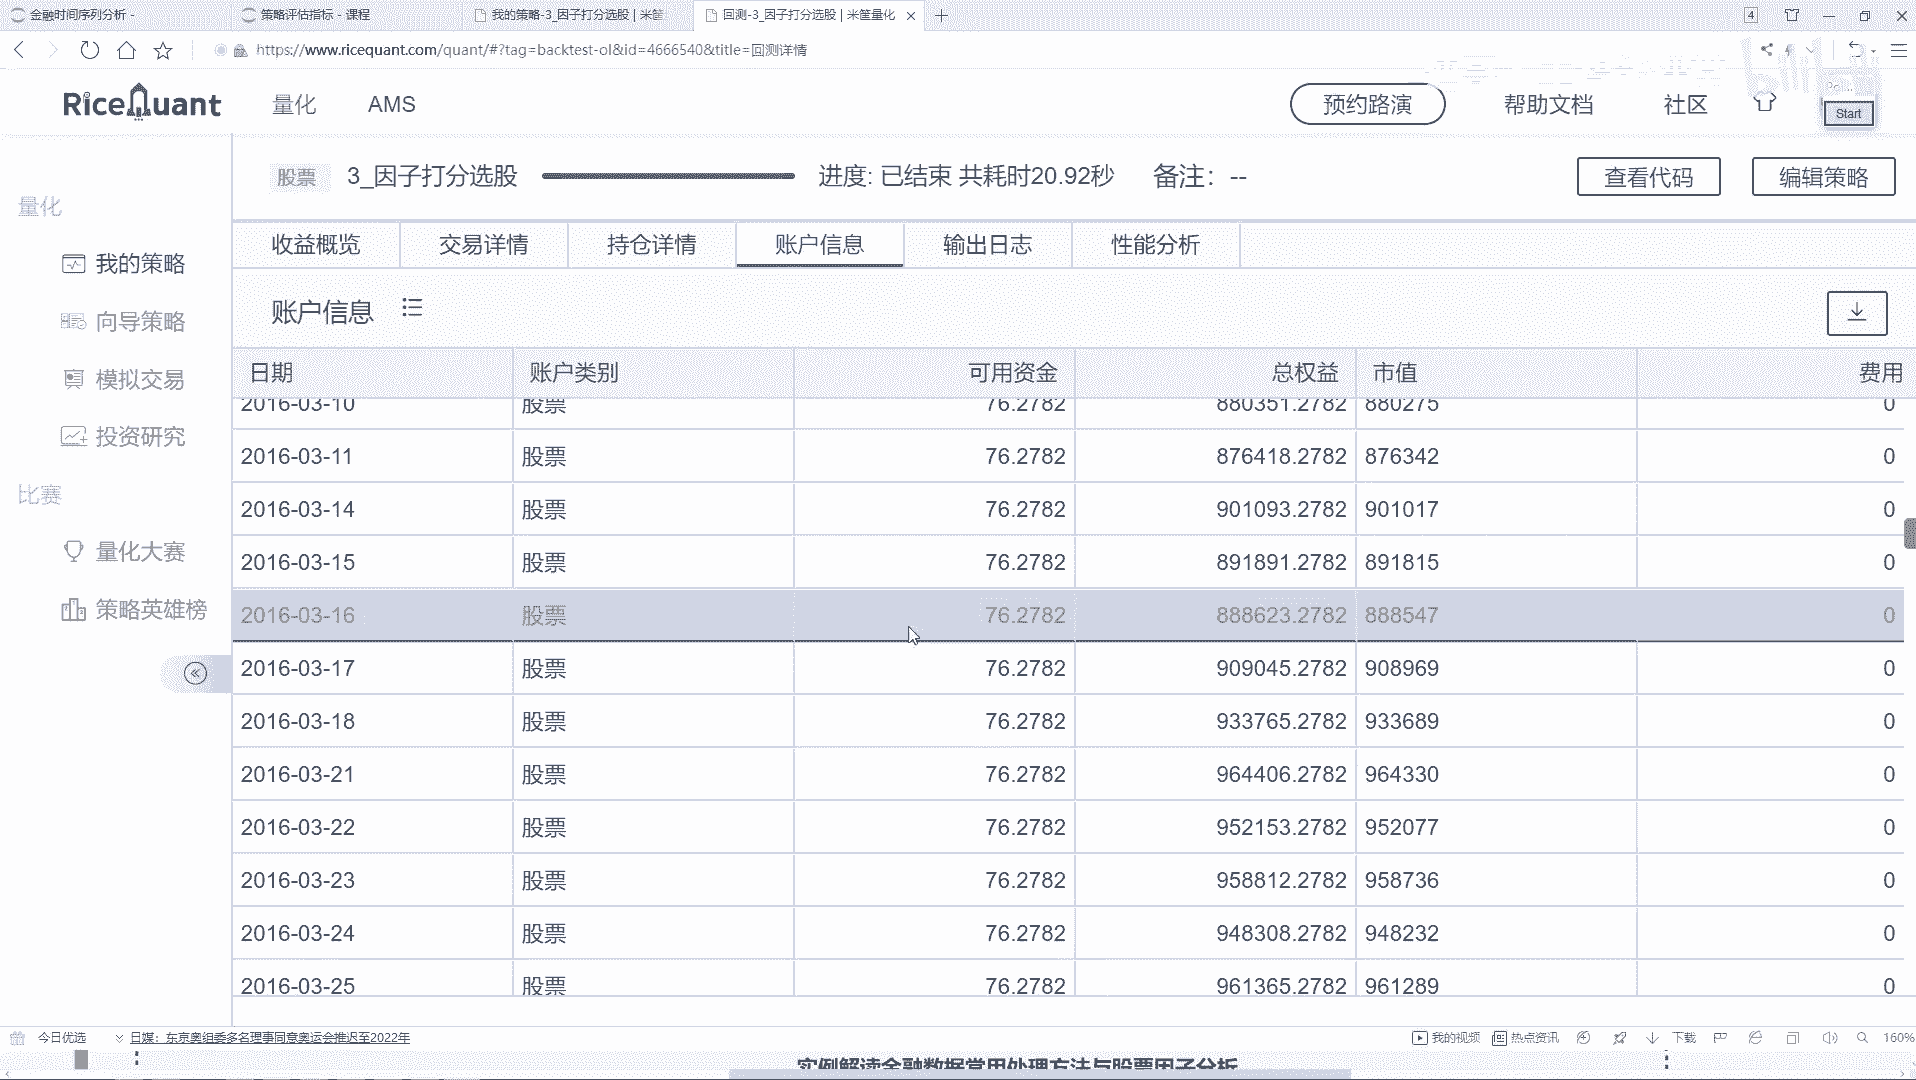 金融时间序列分析 -
策略评估指标 - 课程
我的策略-3_因子打分选股 | 米筐
回测-3_因子打分选股 | 米筐量化
4
https://www.ricequant.com/quant/#?tag=backtest-ol&id=4666540&title=回测详情
RiceQuant
量化
AMS
预约路演
帮助文档
社区
Start
股票
3_因子打分选股
进度: 已结束 共耗时20.92秒
备注：--
查看代码
编辑策略
量化
我的策略
向导策略
模拟交易
投资研究
比赛
量化大赛
策略英雄榜
收益概览 交易详情 持仓详情 账户信息 输出日志 性能分析
账户信息
日期 账户类别 可用资金 总权益 市值 费用
2016-03-10 股票 76.2782 880351.2782 880275 0
2016-03-11 股票 76.2782 876418.2782 876342 0
2016-03-14 股票 76.2782 901093.2782 901017 0
2016-03-15 股票 76.2782 891891.2782 891815 0
2016-03-16 股票 76.2782 888623.2782 888547 0
2016-03-17 股票 76.2782 909045.2782 908969 0
2016-03-18 股票 76.2782 933765.2782 933689 0
2016-03-21 股票 76.2782 964406.2782 964330 0
2016-03-22 股票 76.2782 952153.2782 952077 0
2016-03-23 股票 76.2782 958812.2782 958736 0
2016-03-24 股票 76.2782 948308.2782 948232 0
2016-03-25 股票 76.2782 961365.2782 961289 0
今日优选
日媒：东京奥组委多名理事同意奥运会推迟至2022年
我的视频
热点资讯
下载
160%
实例解读金融数据常用处理方法与股票因子分析